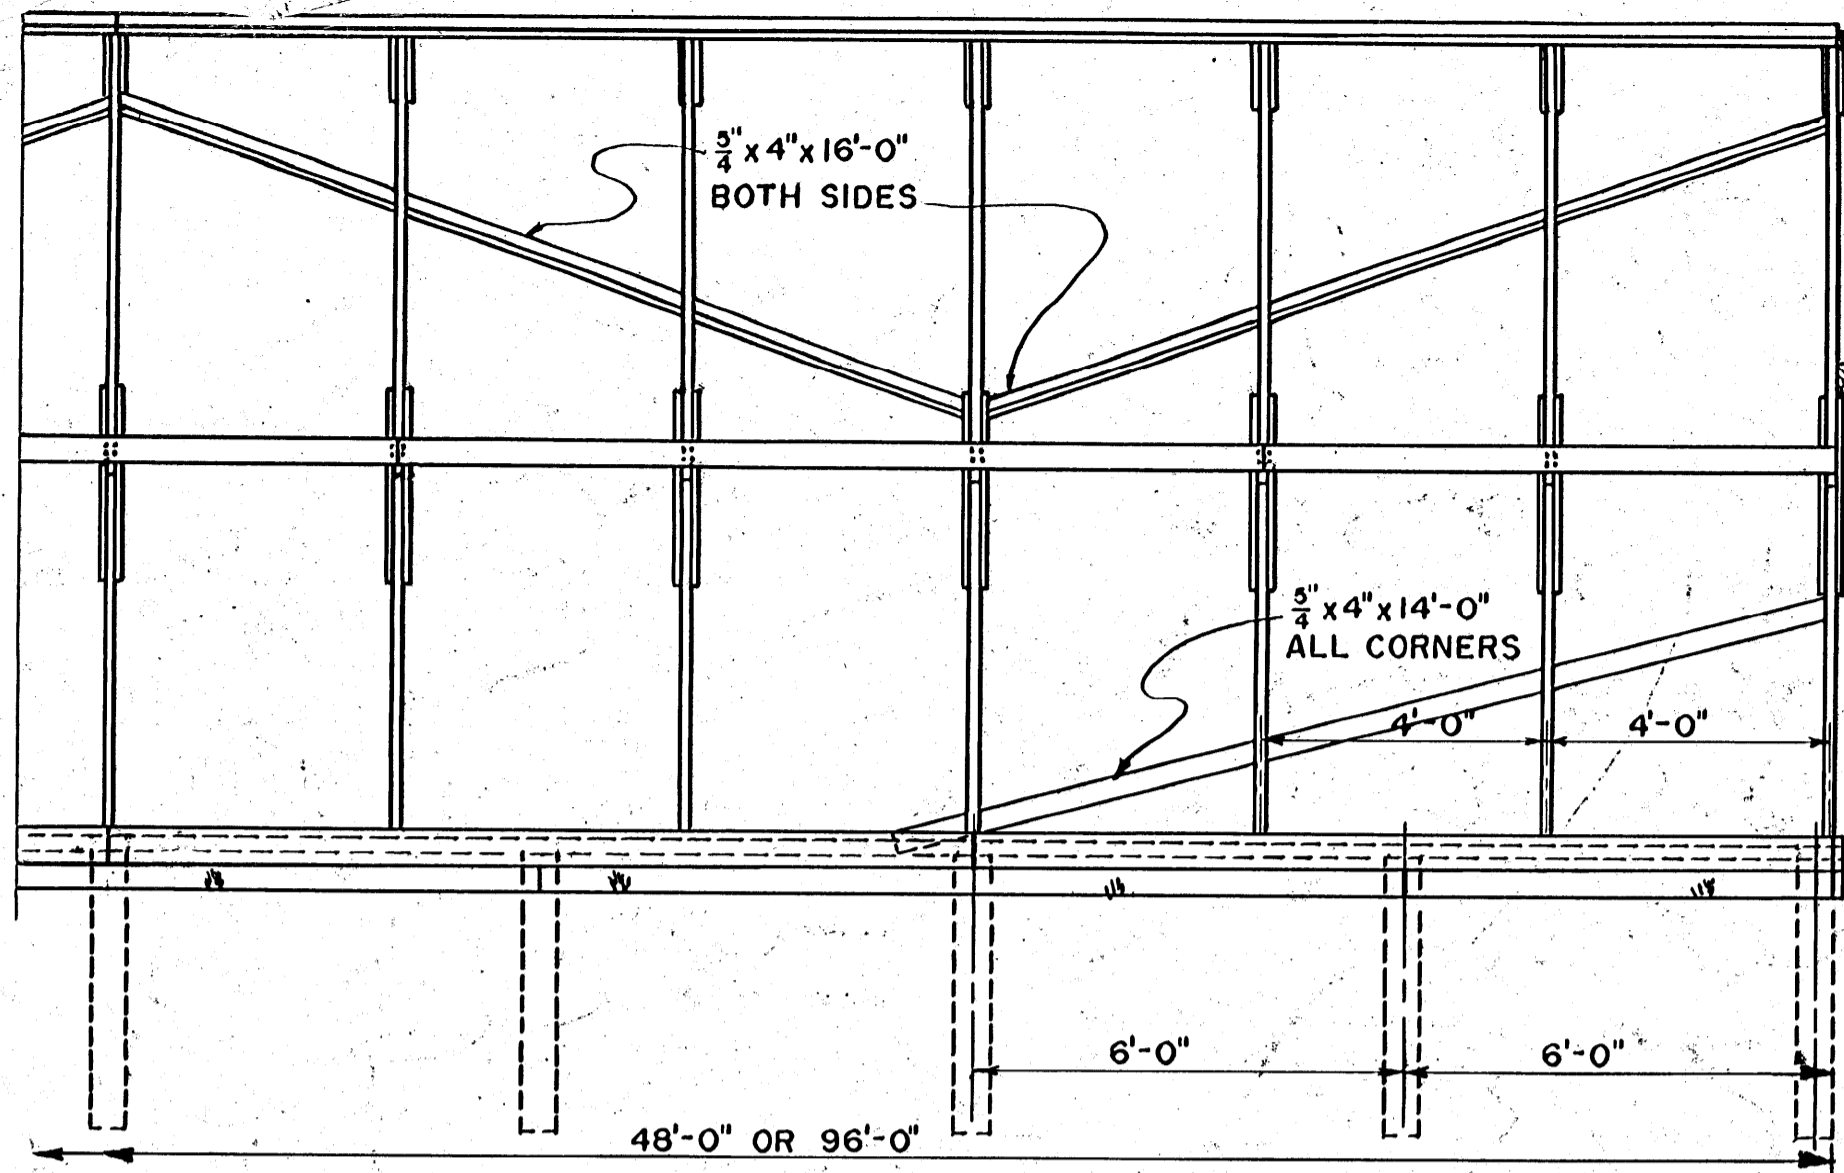 5/4" x 4" x 16'-0"
BOTH SIDES
5/4" x 4" x 14'-0"
ALL CORNERS
4'-0"
4'-0"
6'-0"
6'-0"
48'-0" OR 96'-0"